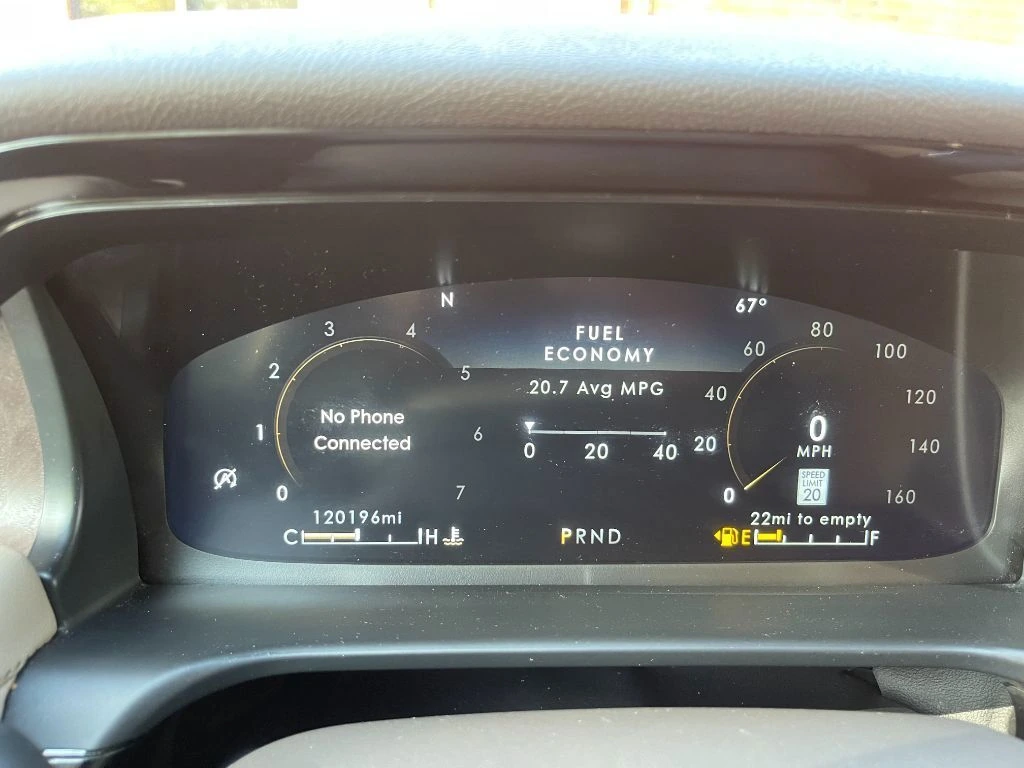 N
67°
FUEL
ECONOMY
20.7 Avg MPG
0 20 40
0 1 2 3 4 5 6 7
No Phone
Connected
0 20 40 60 80 100 120 140 160
0
MPH
SPEED
LIMIT
20
120196mi
C H
PRND
22mi to empty
E F